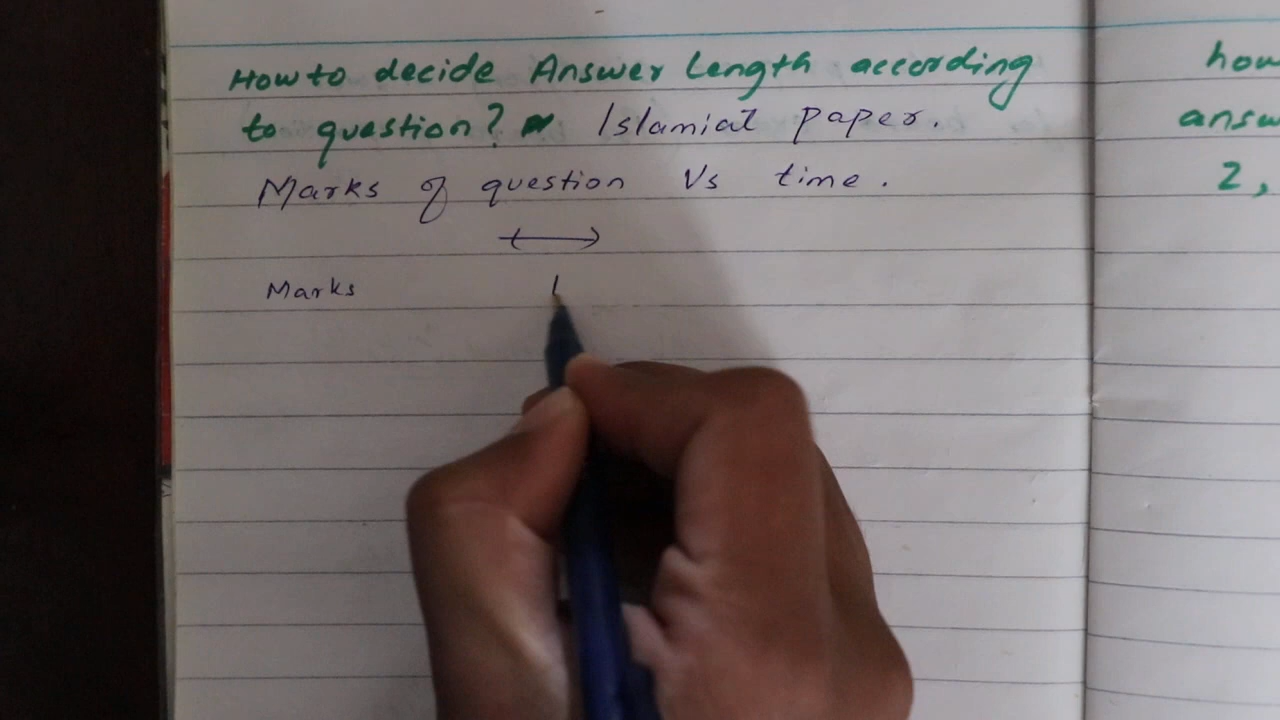 How to decide Answer Length according
to question? Islamiat paper.
Marks of question Vs time.
Marks
how
answ
2,